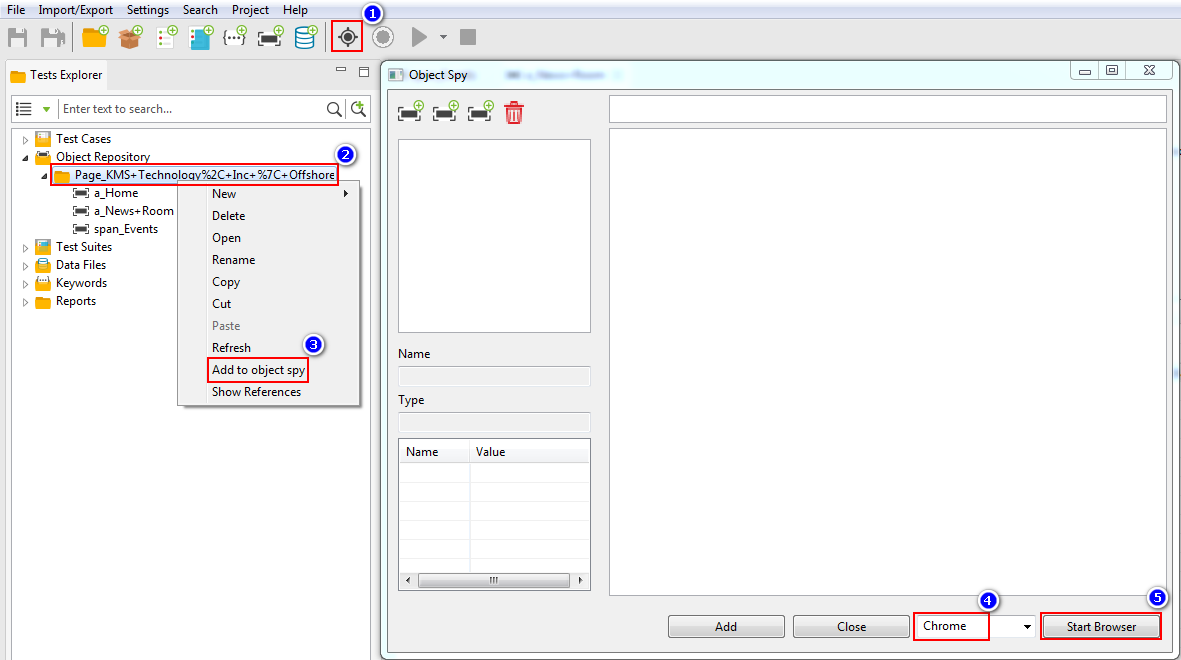 File Import/Export Settings Search Project Help
1
Tests Explorer
Object Spy
Enter text to search...
Test Cases
Object Repository
2
Page_KMS+Technology%2C+Inc+%7C+Offshore
a_Home
a_News+Room
span_Events
Test Suites
Data Files
Keywords
Reports
New
Delete
Open
Rename
Copy
Cut
Paste
Refresh
3
Add to object spy
Show References
Name
Type
Name Value
4
5
Add Close Chrome Start Browser